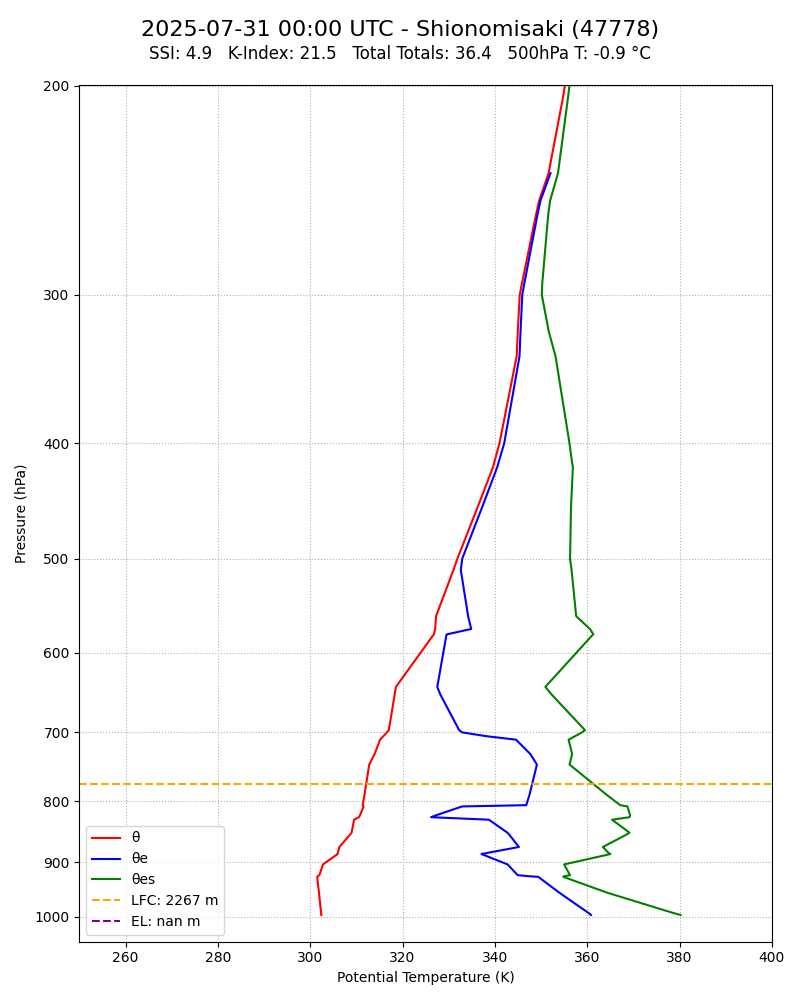 2025-07-31 00:00 UTC - Shionomisaki (47778)
SSI: 4.9   K-Index: 21.5   Total Totals: 36.4   500hPa T: -0.9 °C
200
300
400
500
600
700
800
900
1000
Pressure (hPa)
θ
θe
θes
LFC: 2267 m
EL: nan m
260 280 300 320 340 360 380 400
Potential Temperature (K)